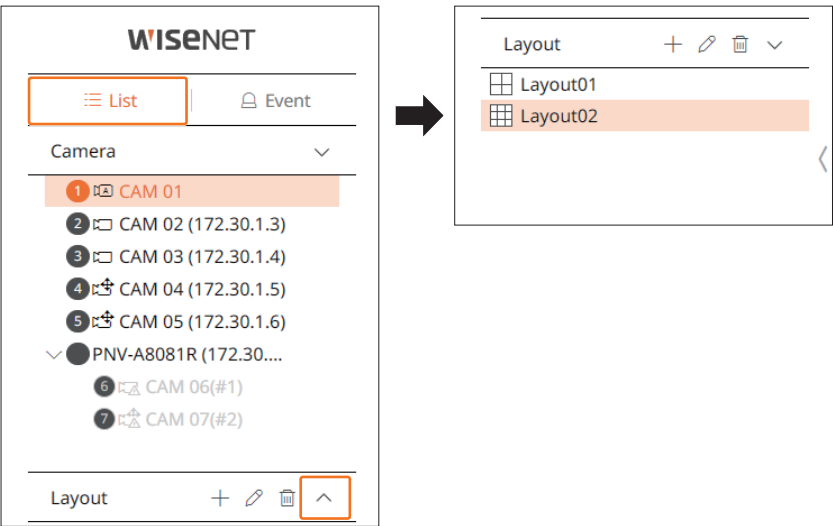 WISENET
List
Event
Camera
1 CAM 01
2 CAM 02 (172.30.1.3)
3 CAM 03 (172.30.1.4)
4 CAM 04 (172.30.1.5)
5 CAM 05 (172.30.1.6)
PNV-A8081R (172.30....
6 CAM 06(#1)
7 CAM 07(#2)
Layout
Layout
Layout01
Layout02